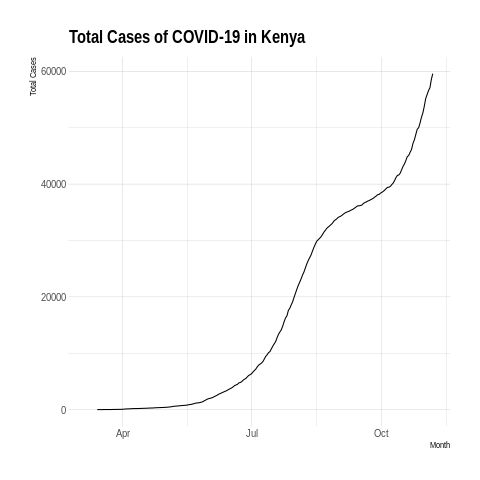 Total Cases of COVID-19 in Kenya
Total Cases
60000
40000
20000
0
Apr Jul Oct
Month